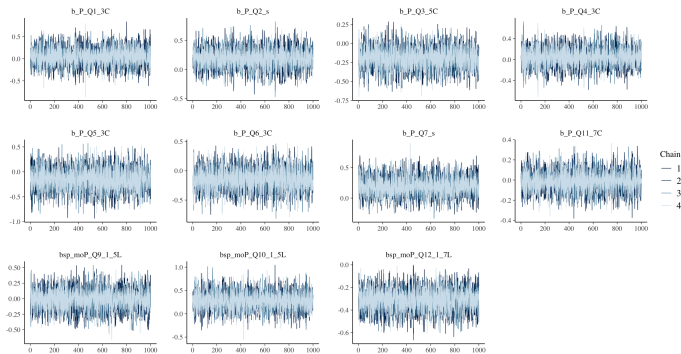 b_P_Q1_3C
b_P_Q2_s
b_P_Q3_5C
b_P_Q4_3C
0.5
0.0
-0.5
0 200 400 600 800 1000
0.5
0.0
-0.5
0 200 400 600 800 1000
0.25
0.00
-0.25
-0.50
-0.75
0 200 400 600 800 1000
0.4
0.0
-0.4
0 200 400 600 800 1000
b_P_Q5_3C
b_P_Q6_3C
b_P_Q7_s
b_P_Q11_7C
0.5
0.0
-0.5
-1.0
0 200 400 600 800 1000
0.5
0.0
-0.5
0 200 400 600 800 1000
0.5
0.0
0 200 400 600 800 1000
0.4
0.2
0.0
-0.2
-0.4
0 200 400 600 800 1000
Chain
1
2
3
4
bsp_moP_Q9_1_5L
bsp_moP_Q10_1_5L
bsp_moP_Q12_1_7L
0.50
0.25
0.00
-0.25
-0.50
0 200 400 600 800 1000
1.0
0.5
0.0
-0.5
0 200 400 600 800 1000
0.0
-0.2
-0.4
-0.6
0 200 400 600 800 1000